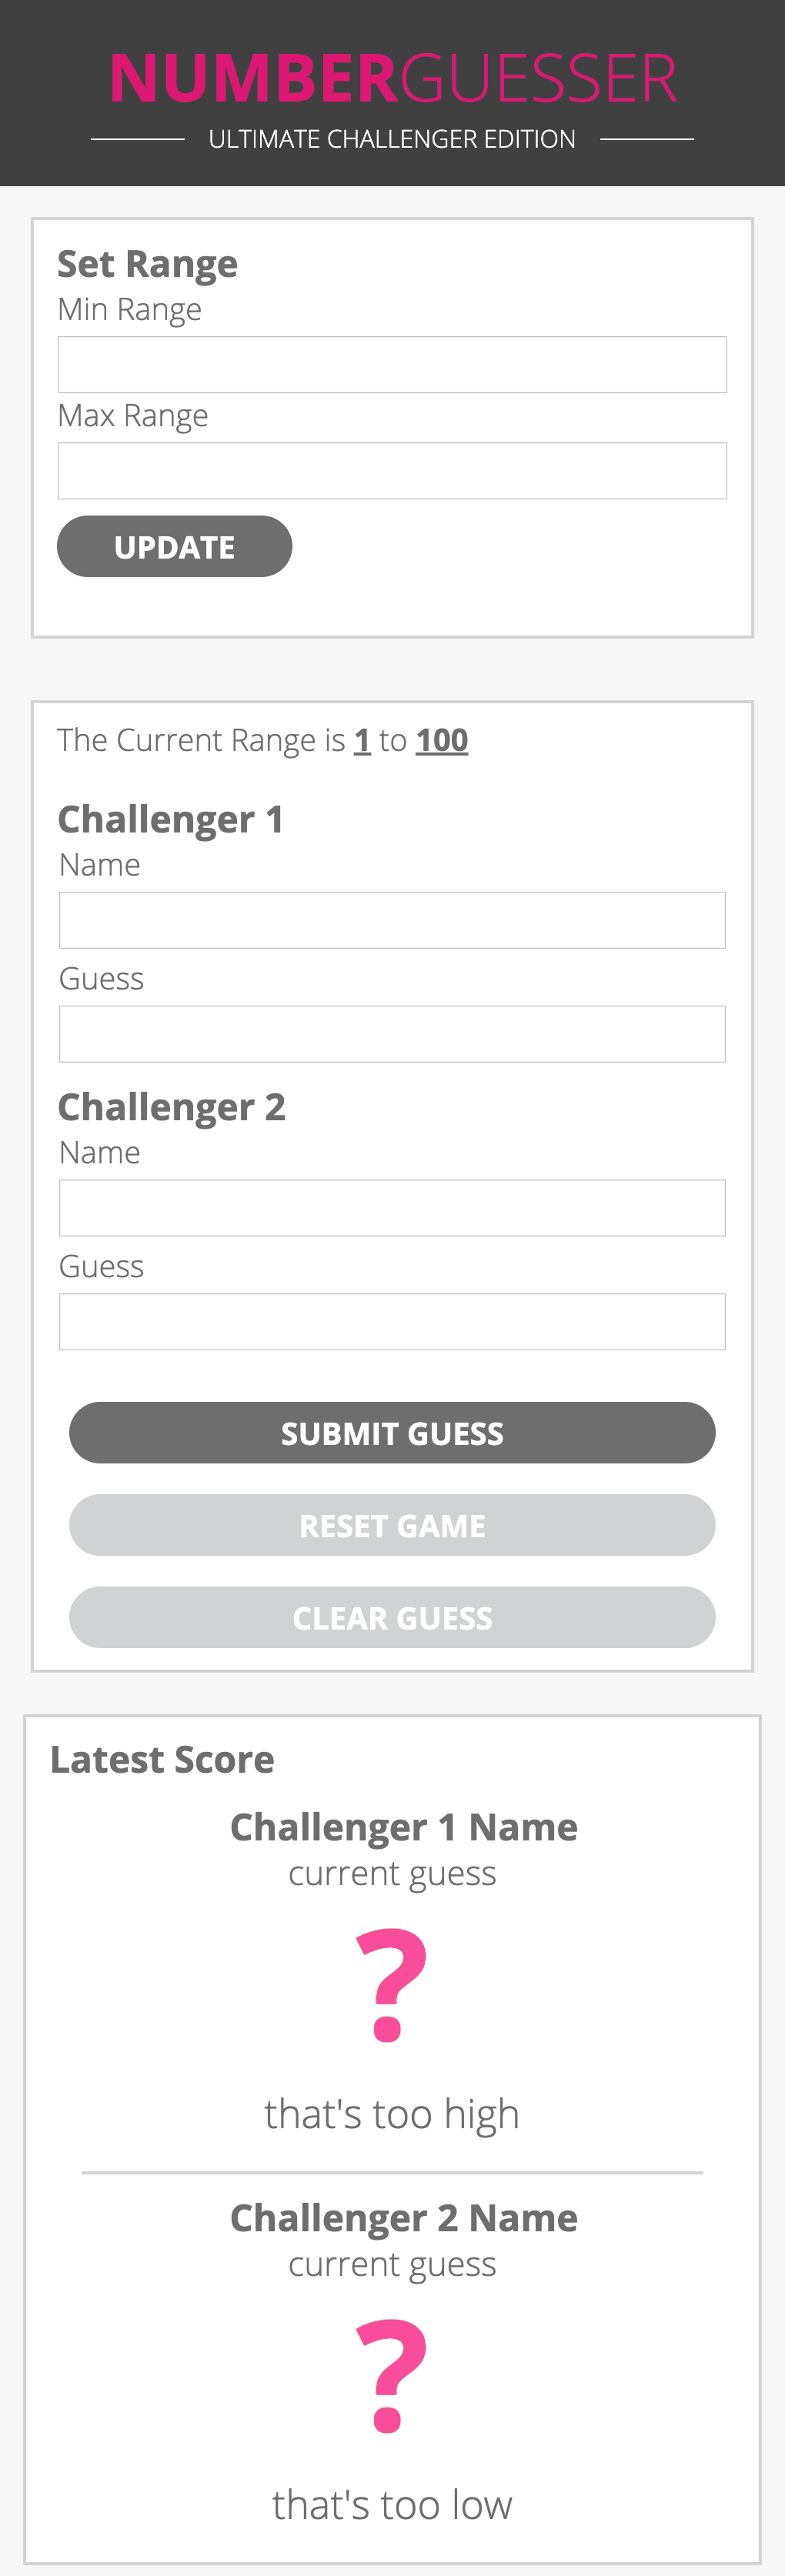 NUMBERGUESSER
ULTIMATE CHALLENGER EDITION
Set Range
Min Range
Max Range
UPDATE
The Current Range is 1 to 100
Challenger 1
Name
Guess
Challenger 2
Name
Guess
SUBMIT GUESS
RESET GAME
CLEAR GUESS
Latest Score
Challenger 1 Name
current guess
?
that's too high
Challenger 2 Name
current guess
?
that's too low